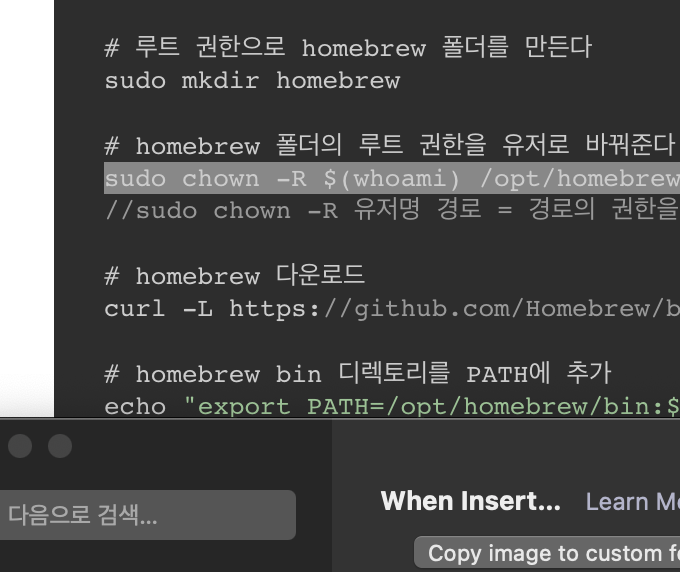 # 루트 권한으로 homebrew 폴더를 만든다
sudo mkdir homebrew
# homebrew 폴더의 루트 권한을 유저로 바꿔준다
sudo chown -R $(whoami) /opt/homebrew
//sudo chown -R 유저명 경로 = 경로의 권한을
# homebrew 다운로드
curl -L https://github.com/Homebrew/b
# homebrew bin 디렉토리를 PATH에 추가
echo "export PATH=/opt/homebrew/bin:$
다음으로 검색...
When Insert... Learn Mo
Copy image to custom fo